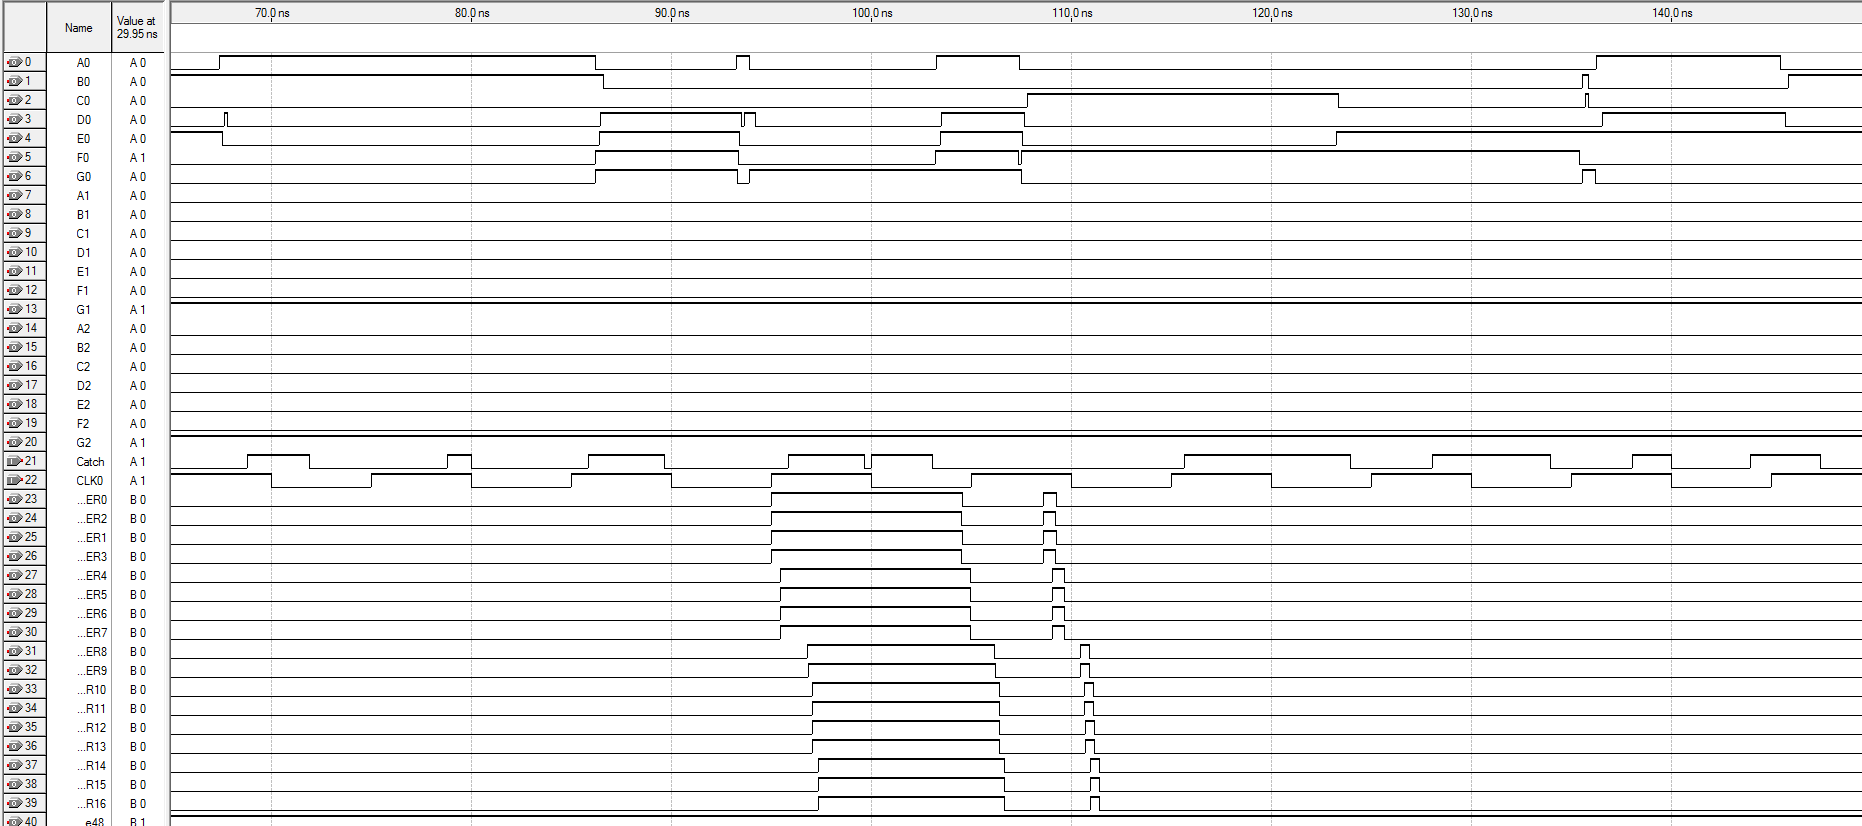 70.0 ns 80.0 ns 90.0 ns 100.0 ns 110.0 ns 120.0 ns 130.0 ns 140.0 ns
Name Value at 29.95 ns
0 A0 A 0
1 B0 A 0
2 C0 A 0
3 D0 A 0
4 E0 A 0
5 F0 A 1
6 G0 A 0
7 A1 A 0
8 B1 A 0
9 C1 A 0
10 D1 A 0
11 E1 A 0
12 F1 A 0
13 G1 A 1
14 A2 A 0
15 B2 A 0
16 C2 A 0
17 D2 A 0
18 E2 A 0
19 F2 A 0
20 G2 A 1
21 Catch A 1
22 CLK0 A 1
23 ...ER0 B 0
24 ...ER2 B 0
25 ...ER1 B 0
26 ...ER3 B 0
27 ...ER4 B 0
28 ...ER5 B 0
29 ...ER6 B 0
30 ...ER7 B 0
31 ...ER8 B 0
32 ...ER9 B 0
33 ...R10 B 0
34 ...R11 B 0
35 ...R12 B 0
36 ...R13 B 0
37 ...R14 B 0
38 ...R15 B 0
39 ...R16 B 0
40 e48 B 1